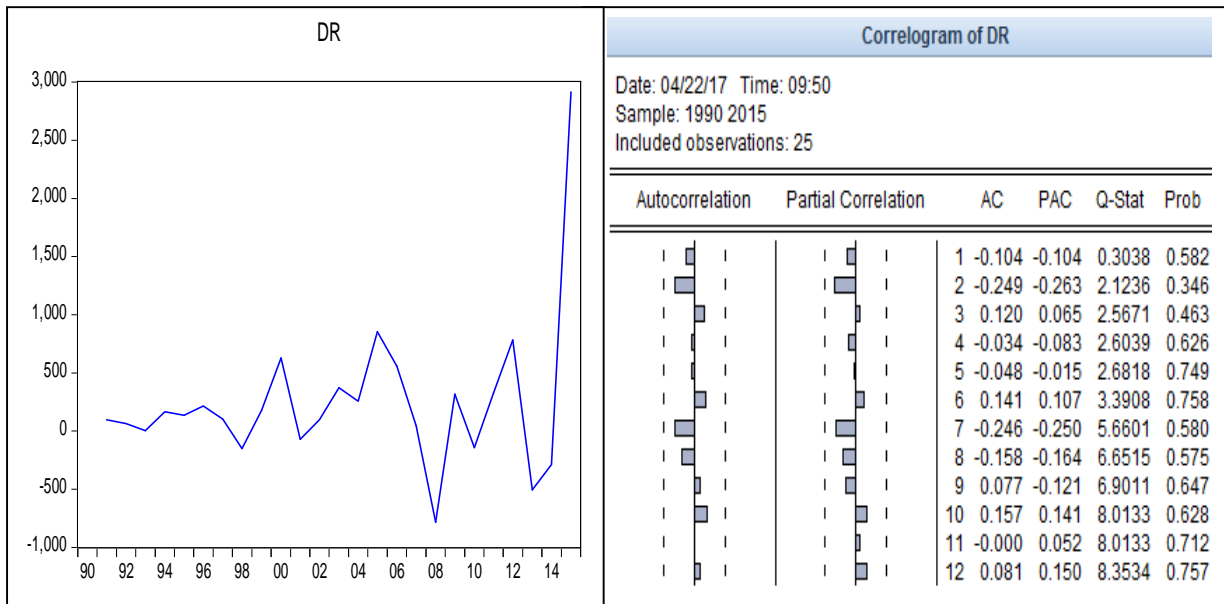 DR
3,000
2,500
2,000
1,500
1,000
500
0
-500
-1,000
90 92 94 96 98 00 02 04 06 08 10 12 14
Correlogram of DR
Date: 04/22/17 Time: 09:50
Sample: 1990 2015
Included observations: 25
Autocorrelation Partial Correlation AC PAC Q-Stat Prob
1 -0.104 -0.104 0.3038 0.582
2 -0.249 -0.263 2.1236 0.346
3 0.120 0.065 2.5671 0.463
4 -0.034 -0.083 2.6039 0.626
5 -0.048 -0.015 2.6818 0.749
6 0.141 0.107 3.3908 0.758
7 -0.246 -0.250 5.6601 0.580
8 -0.158 -0.164 6.6515 0.575
9 0.077 -0.121 6.9011 0.647
10 0.157 0.141 8.0133 0.628
11 -0.000 0.052 8.0133 0.712
12 0.081 0.150 8.3534 0.757